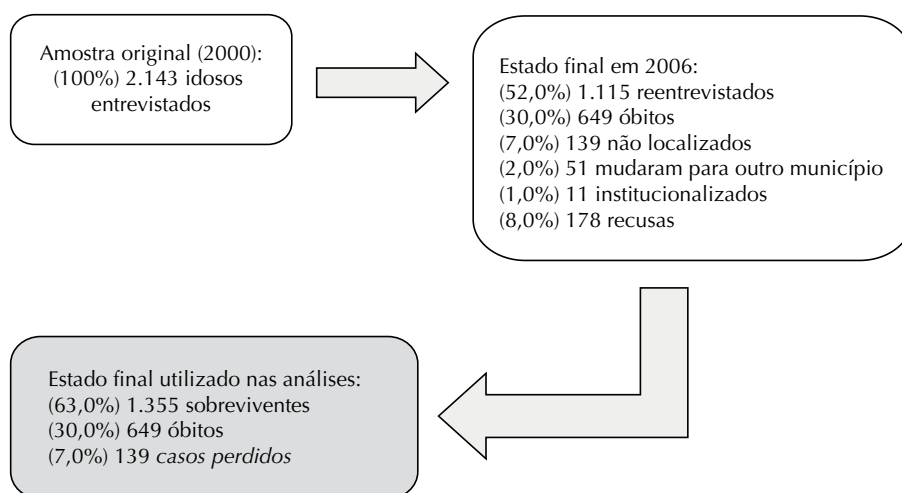 Amostra original (2000):
(100%) 2.143 idosos
entrevistados
Estado final em 2006:
(52,0%) 1.115 reentrevistados
(30,0%) 649 óbitos
(7,0%) 139 não localizados
(2,0%) 51 mudaram para outro município
(1,0%) 11 institucionalizados
(8,0%) 178 recusas
Estado final utilizado nas análises:
(63,0%) 1.355 sobreviventes
(30,0%) 649 óbitos
(7,0%) 139 casos perdidos